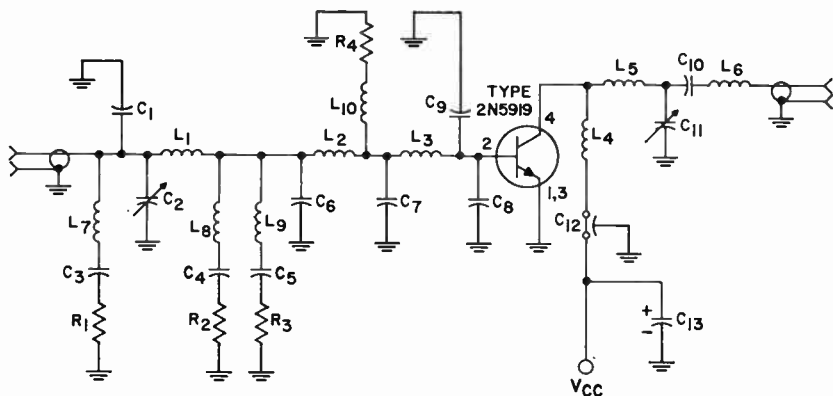 R4
C1
L10
C9
TYPE
2N5919
4
L5
C10
L6
L1
L2
L3
2
L4
C11
L7
C2
L8
L9
C6
C7
C8
1,3
C12
C3
C4
C5
R1
R2
R3
+
-
C13
VCC